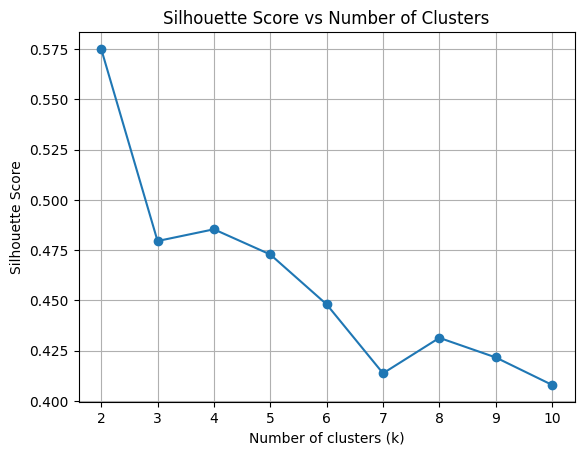 Silhouette Score vs Number of Clusters
0.575
0.550
0.525
0.500
0.475
0.450
0.425
0.400
Silhouette Score
2 3 4 5 6 7 8 9 10
Number of clusters (k)